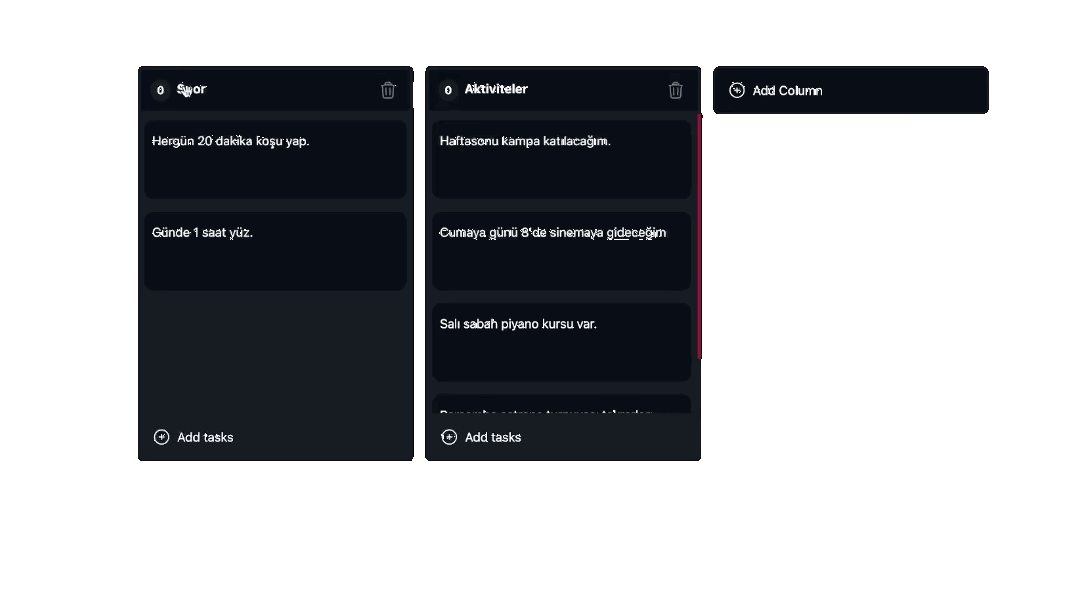 0 Spor
Hergün 20 dakika koşu yap.
Günde 1 saat yüz.
Add tasks
0 Aktiviteler
Haftasonu kampa katılacağım.
Cumaya günü 8'de sinemaya gideceğim
Salı sabah piyano kursu var.
Add tasks
Add Column